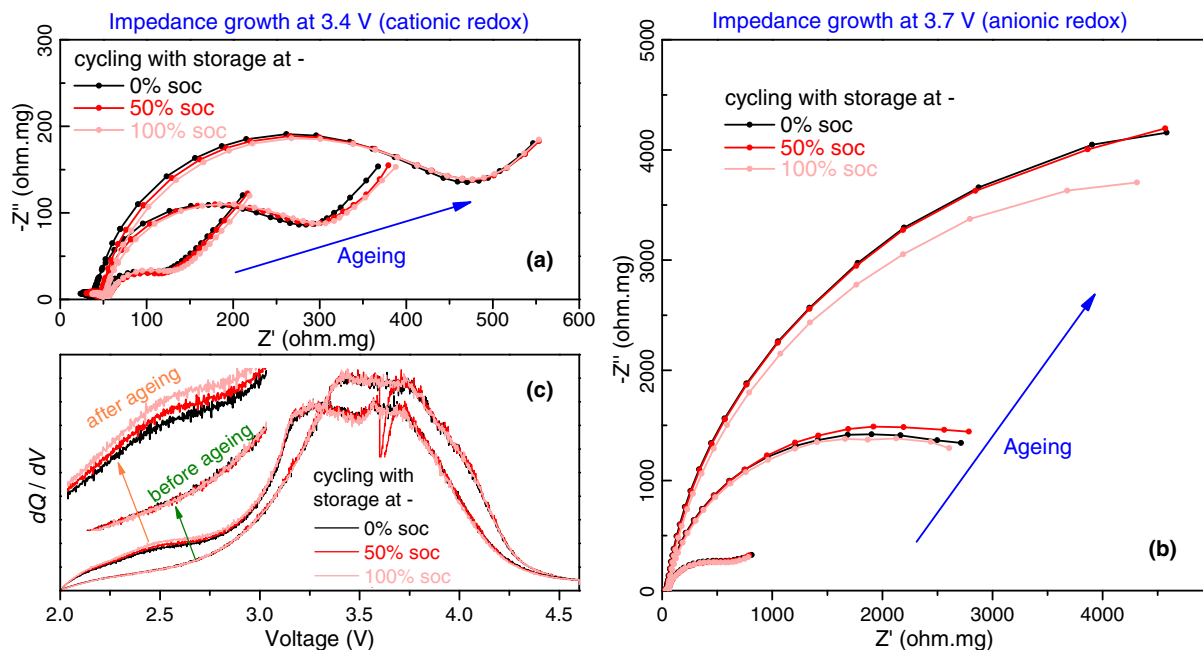 Impedance growth at 3.4 V (cationic redox)
300
200
100
0
-Z'' (ohm.mg)
cycling with storage at -
0% soc
50% soc
100% soc
Ageing
(a)
0 100 200 300 400 500 600
Z' (ohm.mg)
dQ / dV
after ageing
before ageing
(c)
cycling with
storage at -
0% soc
50% soc
100% soc
2.0 2.5 3.0 3.5 4.0 4.5
Voltage (V)
Impedance growth at 3.7 V (anionic redox)
5000
4000
3000
2000
1000
0
-Z'' (ohm.mg)
cycling with storage at -
0% soc
50% soc
100% soc
Ageing
(b)
0 1000 2000 3000 4000
Z' (ohm.mg)